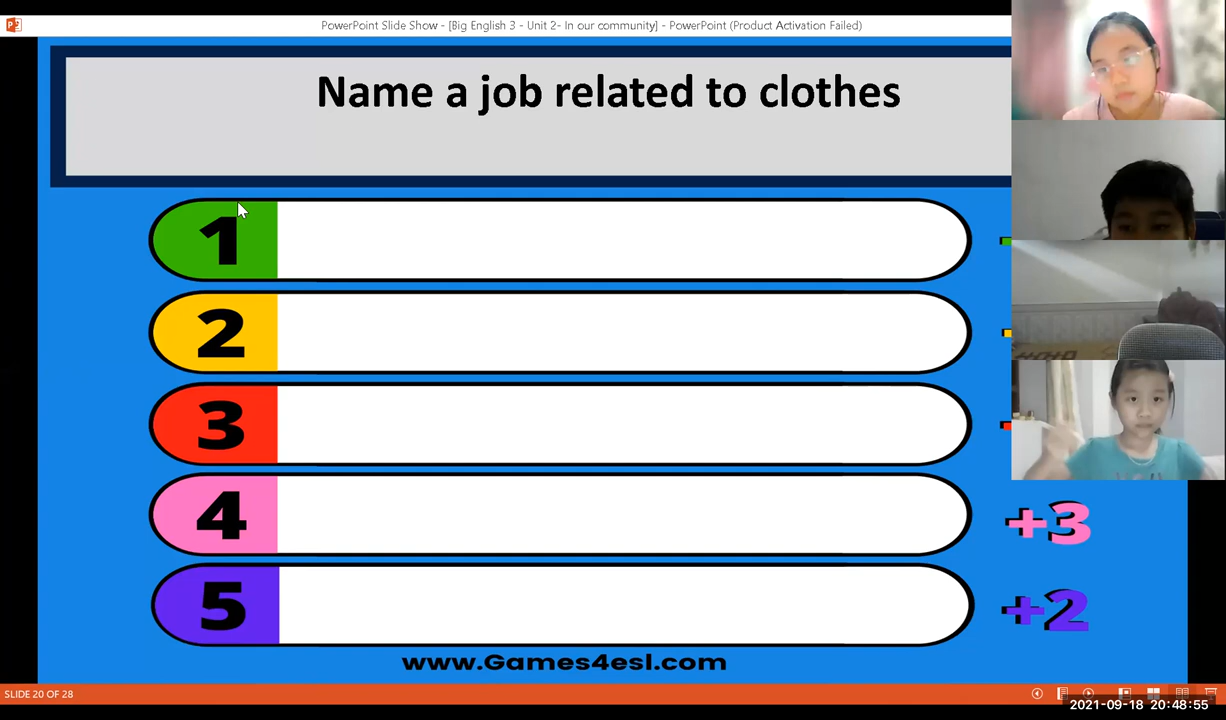 PowerPoint Slide Show - [Big English 3 - Unit 2- In our community] - PowerPoint (Product Activation Failed)
Name a job related to clothes
1
2
3
4
+3
5
+2
www.Games4esl.com
SLIDE 20 OF 28
2021-09-18 20:48:55